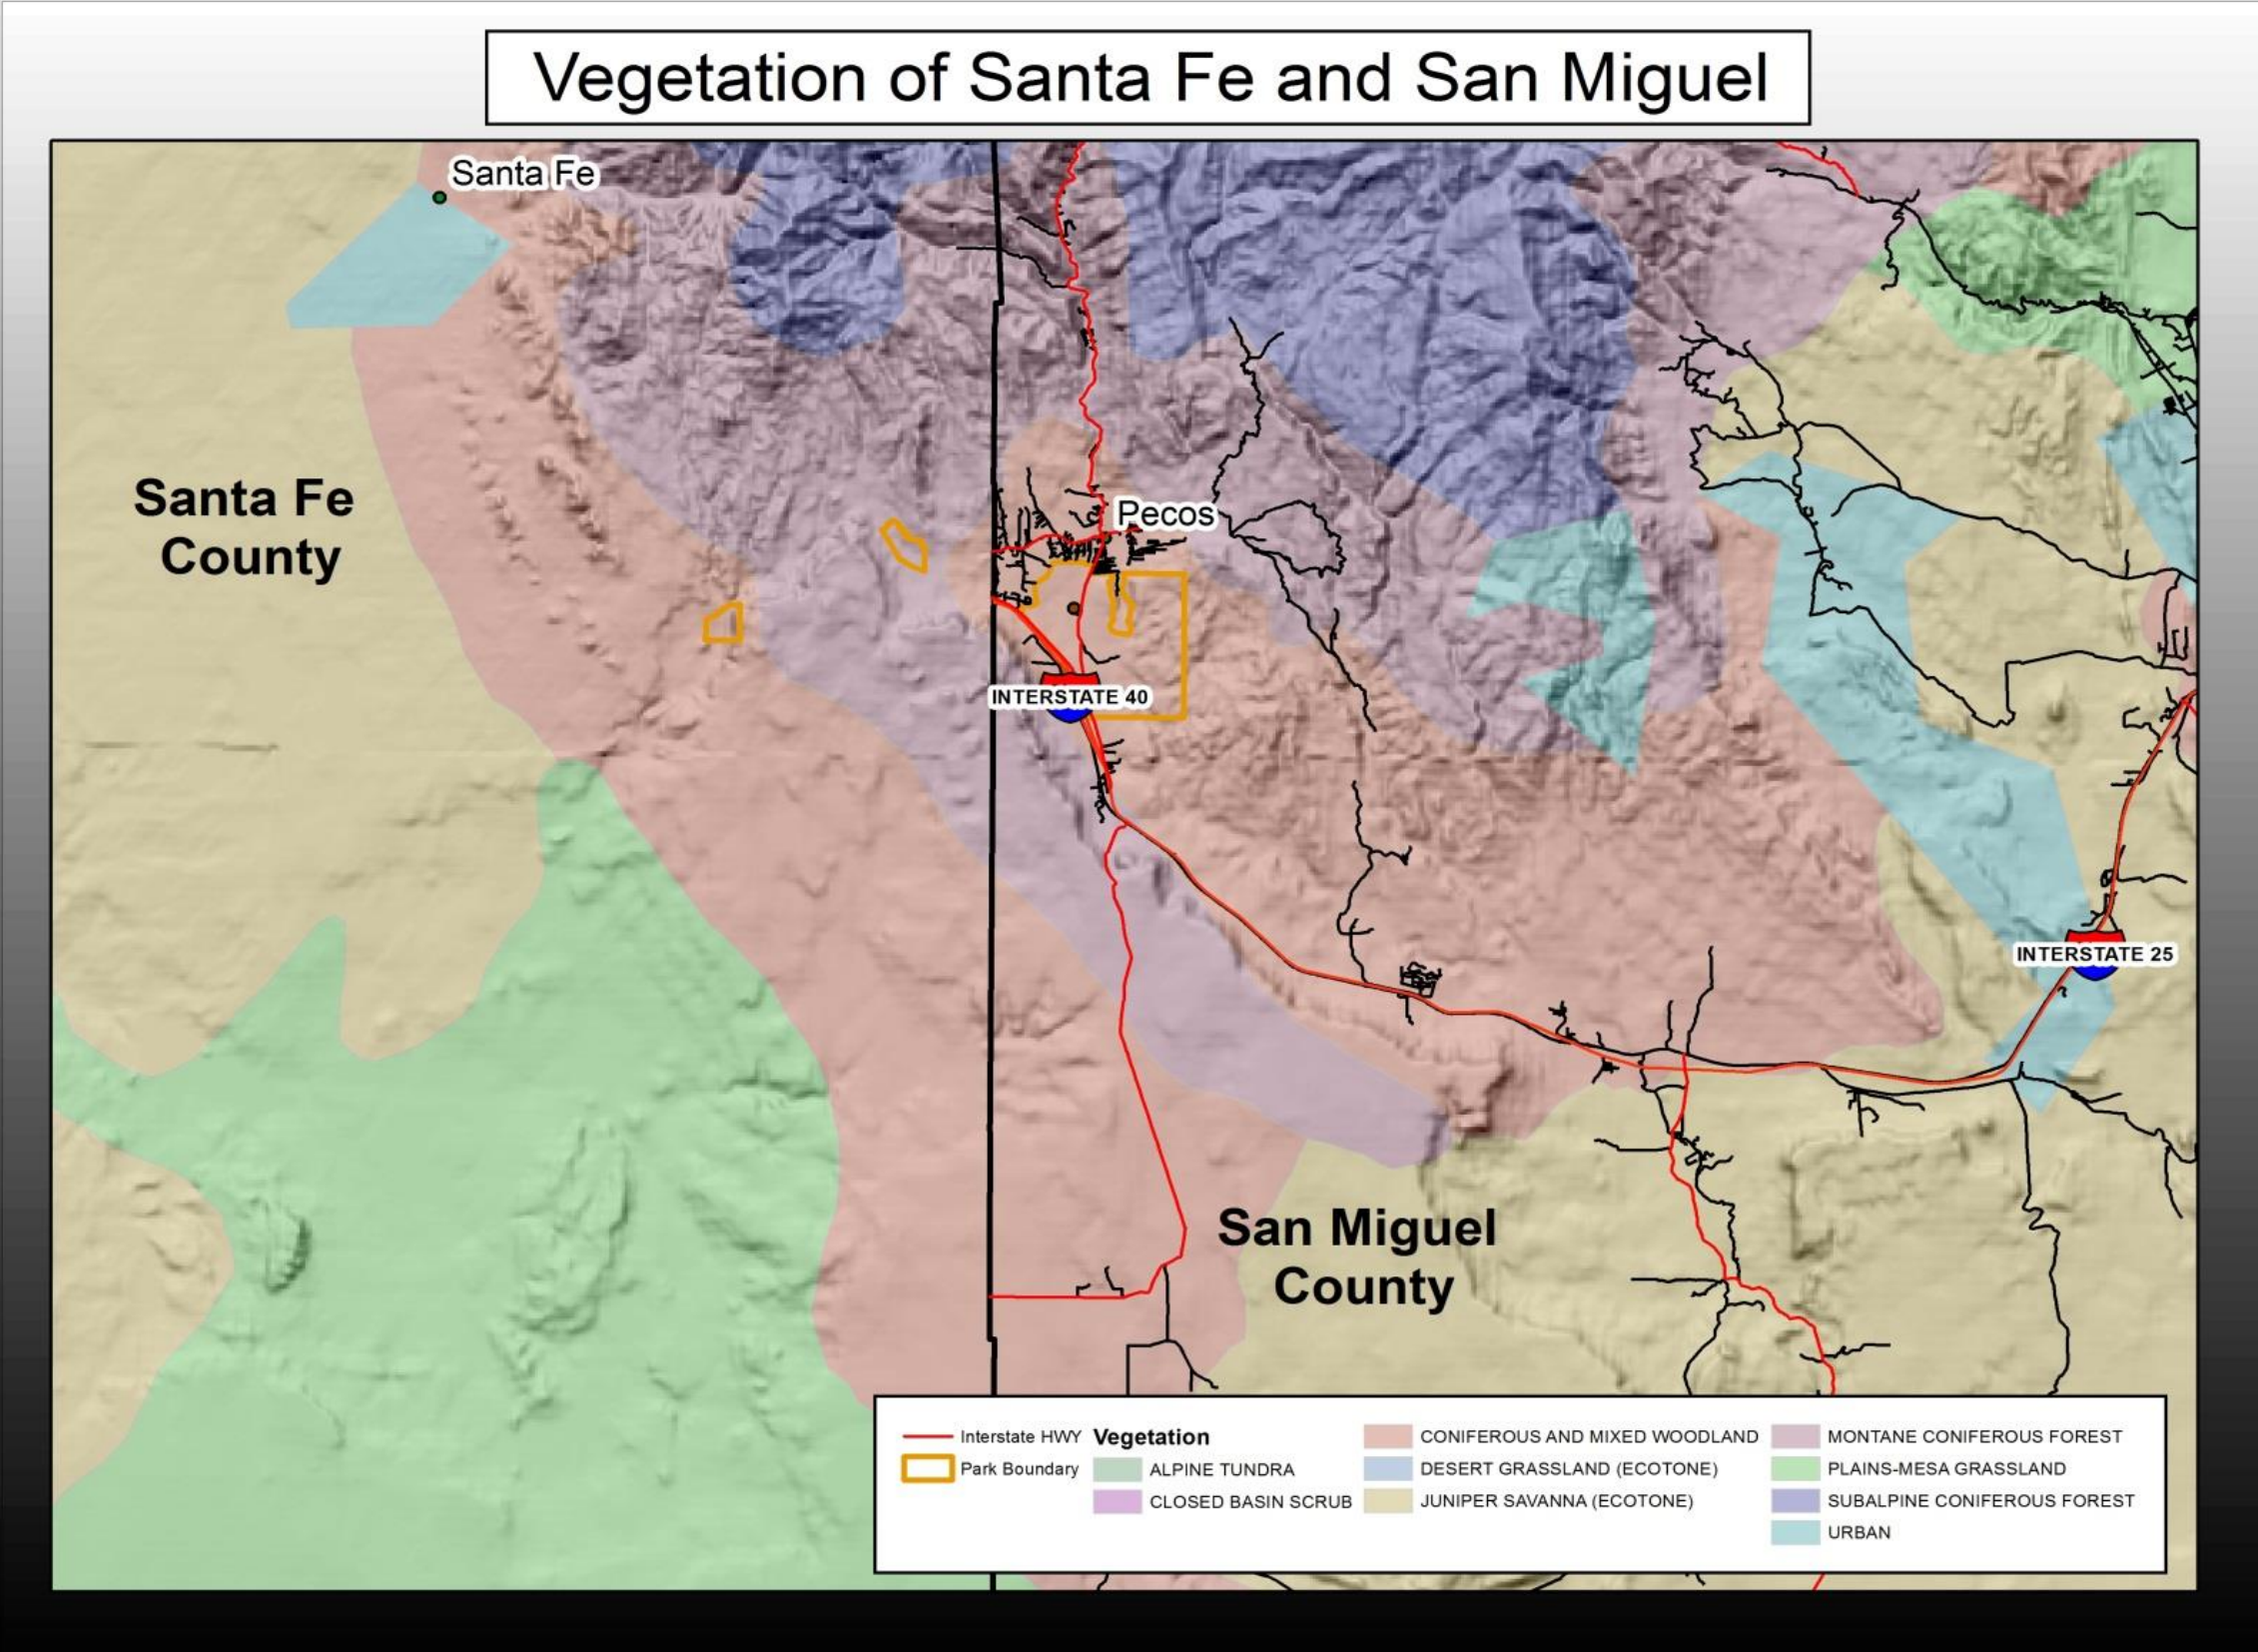 Vegetation of Santa Fe and San Miguel
Santa Fe
Santa Fe
County
Pecos
INTERSTATE 40
INTERSTATE 25
San Miguel
County
Interstate HWY
Park Boundary
Vegetation
ALPINE TUNDRA
CLOSED BASIN SCRUB
CONIFEROUS AND MIXED WOODLAND
DESERT GRASSLAND (ECOTONE)
JUNIPER SAVANNA (ECOTONE)
MONTANE CONIFEROUS FOREST
PLAINS-MESA GRASSLAND
SUBALPINE CONIFEROUS FOREST
URBAN